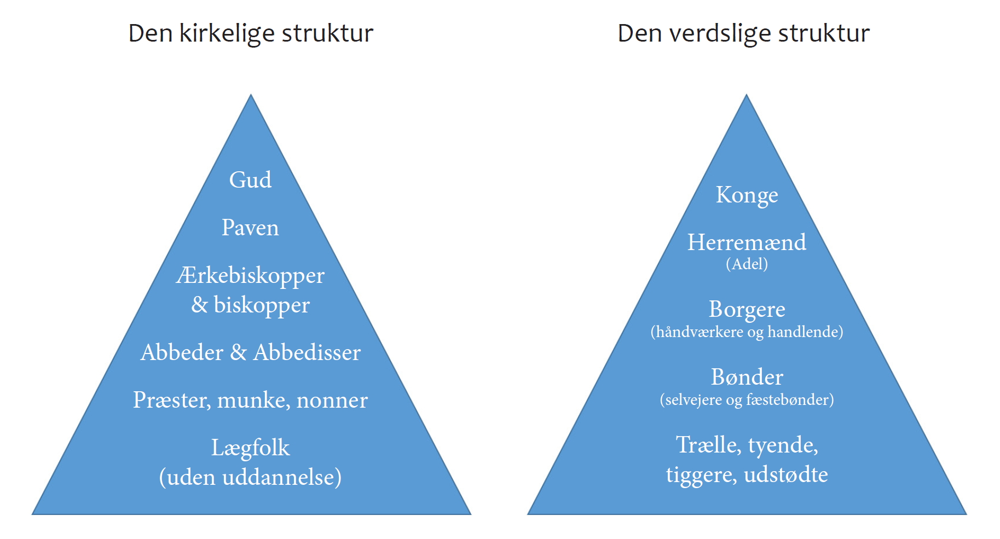 Den kirkelige struktur
Gud
Paven
Ærkebiskopper
& biskopper
Abbeder & Abbedisser
Præster, munke, nonner
Lægfolk
(uden uddannelse)
Den verdslige struktur
Konge
Herremænd
(Adel)
Borgere
(håndværkere og handlende)
Bønder
(selvejere og fæstebønder)
Trælle, tyende,
tiggere, udstødte